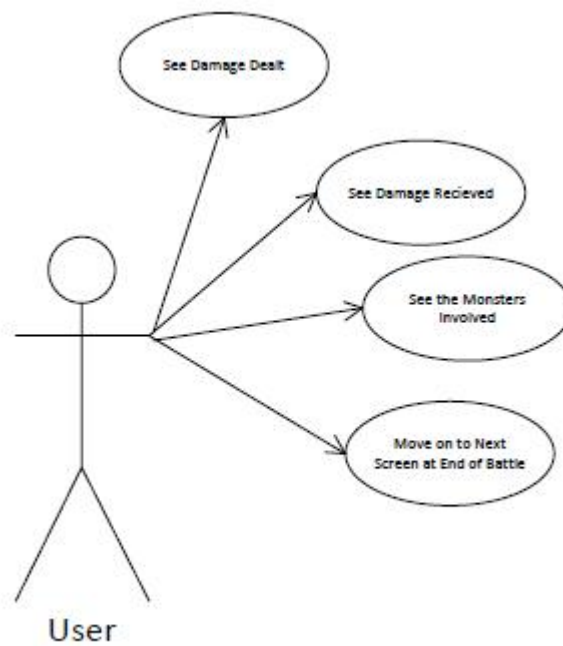 See Damage Dealt
See Damage Recieved
See the Monsters
Involved
Move on to Next
Screen at End of Battle
User